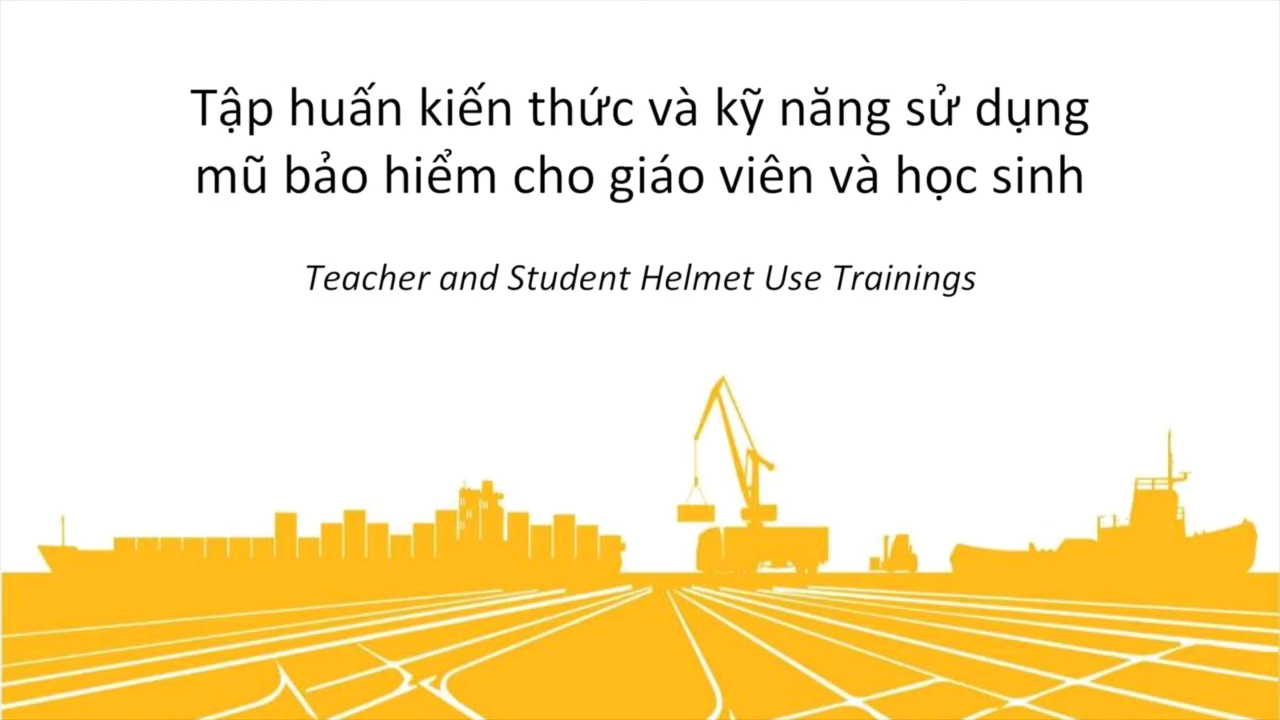 Tập huấn kiến thức và kỹ năng sử dụng
mũ bảo hiểm cho giáo viên và học sinh
Teacher and Student Helmet Use Trainings